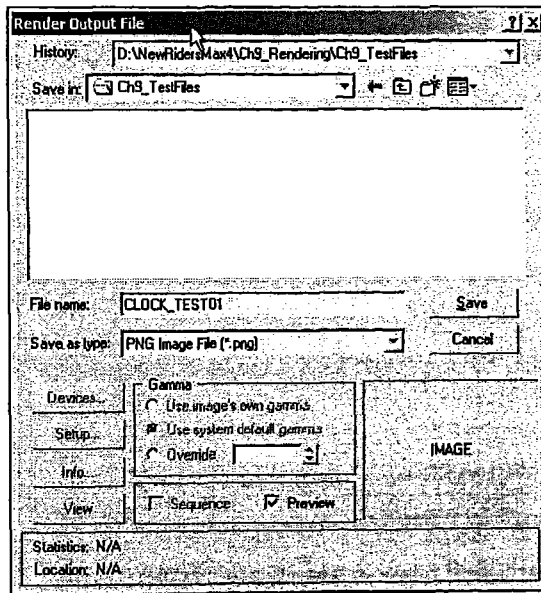 Render Output File
History: D:\NewRidersMax4\Ch9_Rendering\Ch9_TestFiles
Save in: Ch9_TestFiles
File name: CLOCK_TEST01 Save
Save as type: PNG Image File (*.png) Cancel
Devices...
Setup...
Info...
View
Gamma
Use image's own gamma
Use system default gamma
Override
Sequence Preview
IMAGE
Statistics: N/A
Location: N/A